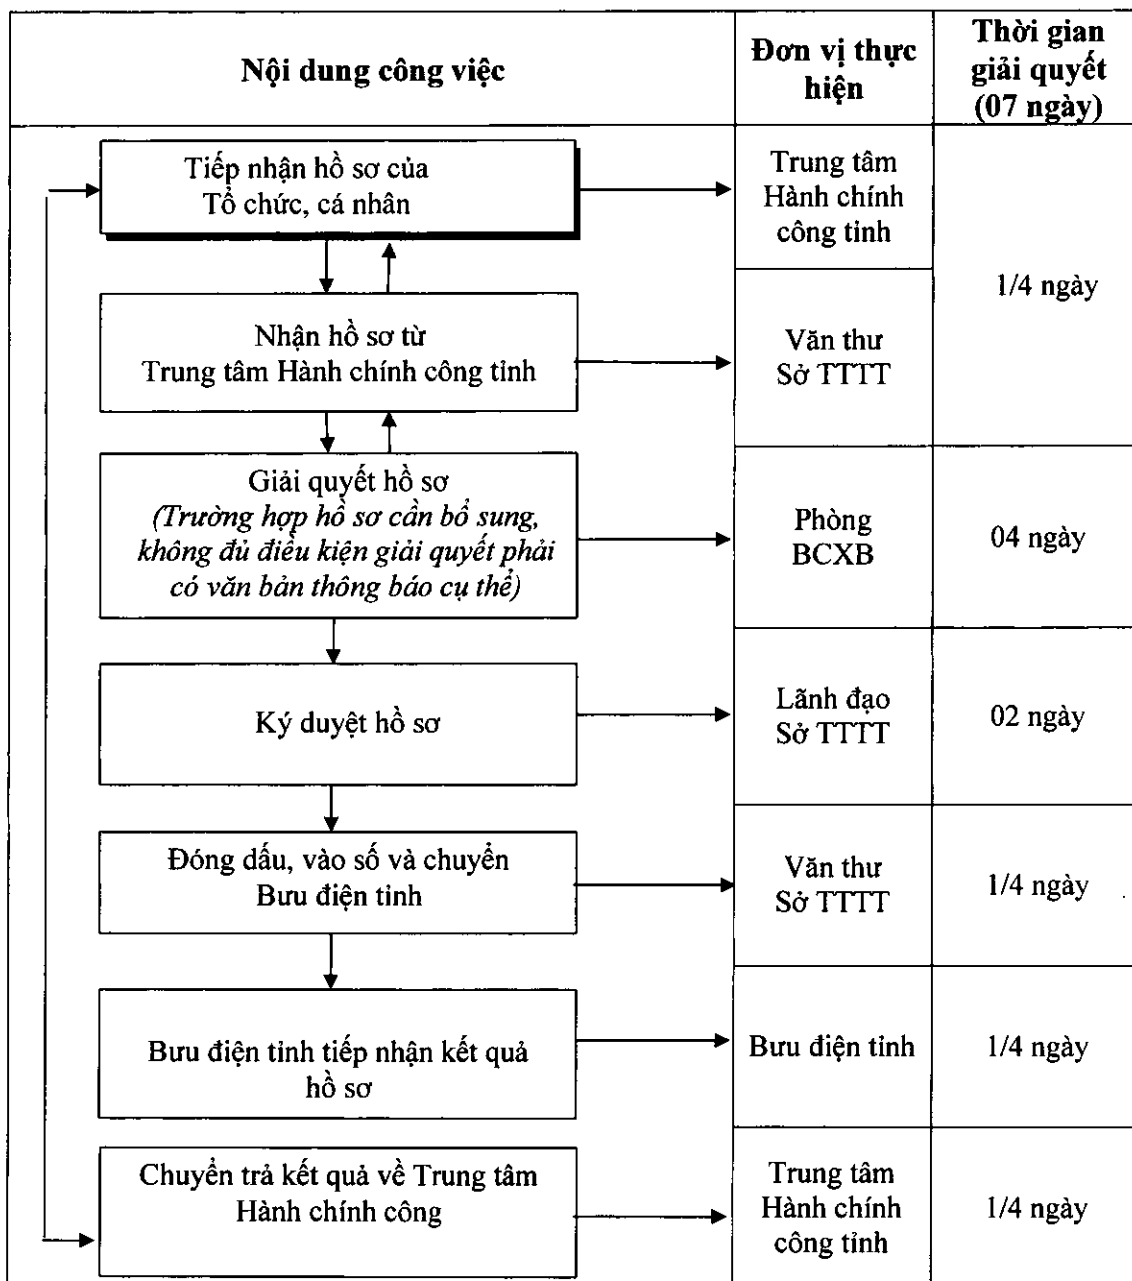 Nội dung công việc
Đơn vị thực
hiện
Thời gian
giải quyết
(07 ngày)
Tiếp nhận hồ sơ của
Tổ chức, cá nhân
Trung tâm
Hành chính
công tỉnh
1/4 ngày
Nhận hồ sơ từ
Trung tâm Hành chính công tỉnh
Văn thư
Sở TTTT
Giải quyết hồ sơ
(Trường hợp hồ sơ cần bổ sung,
không đủ điều kiện giải quyết phải
có văn bản thông báo cụ thể)
Phòng
BCXB
04 ngày
Ký duyệt hồ sơ
Lãnh đạo
Sở TTTT
02 ngày
Đóng dấu, vào số và chuyển
Bưu điện tỉnh
Văn thư
Sở TTTT
1/4 ngày
Bưu điện tỉnh tiếp nhận kết quả
hồ sơ
Bưu điện tỉnh
1/4 ngày
Chuyển trả kết quả về Trung tâm
Hành chính công
Trung tâm
Hành chính
công tỉnh
1/4 ngày